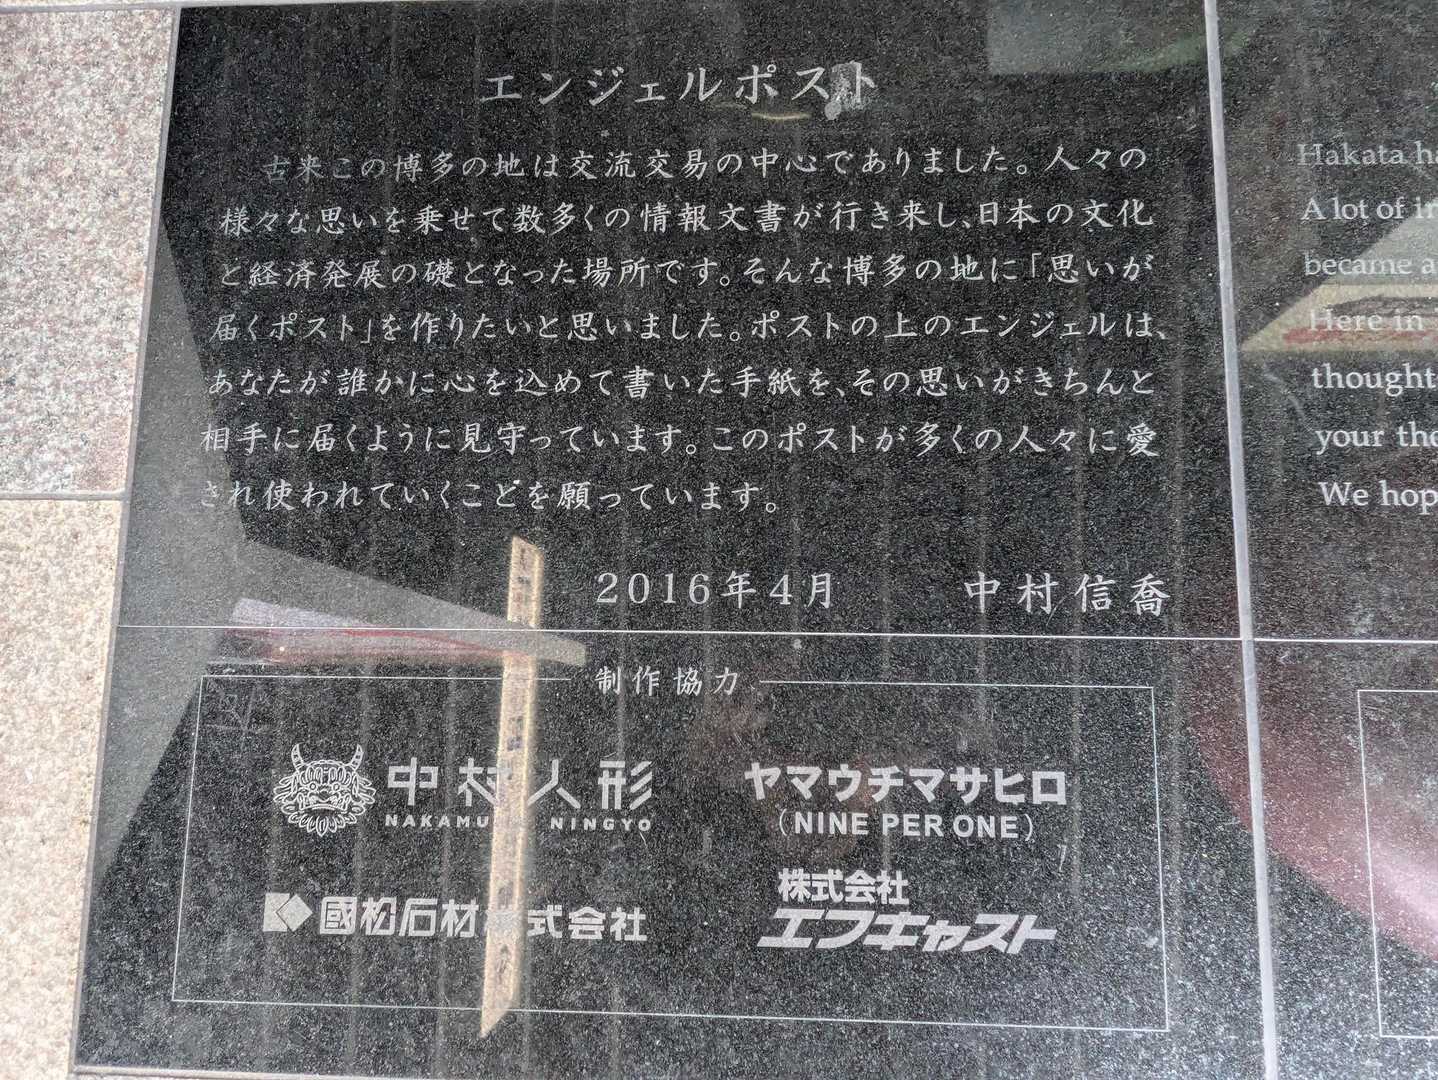 エンジェルポスト
古来この博多の地は交流交易の中心でありました。人々の
様々な思いを乗せて数多くの情報文書が行き来し、日本の文化
と経済発展の礎となった場所です。そんな博多の地に「思いが
届くポスト」を作りたいと思いました。ポストの上のエンジェルは、
あなたが誰かに心を込めて書いた手紙を、その思いがきちんと
相手に届くように見守っています。このポストが多くの人々に愛
され使われていくことを願っています。
2016年4月 中村信喬
制作協力
中村人形
NAKAMU NINGYO
ヤマウチマサヒロ
(NINE PER ONE)
國松石材株式会社
株式会社
エフキャスト
Hakata ha
A lot of in
became a
Here in
thought
your tho
We hop